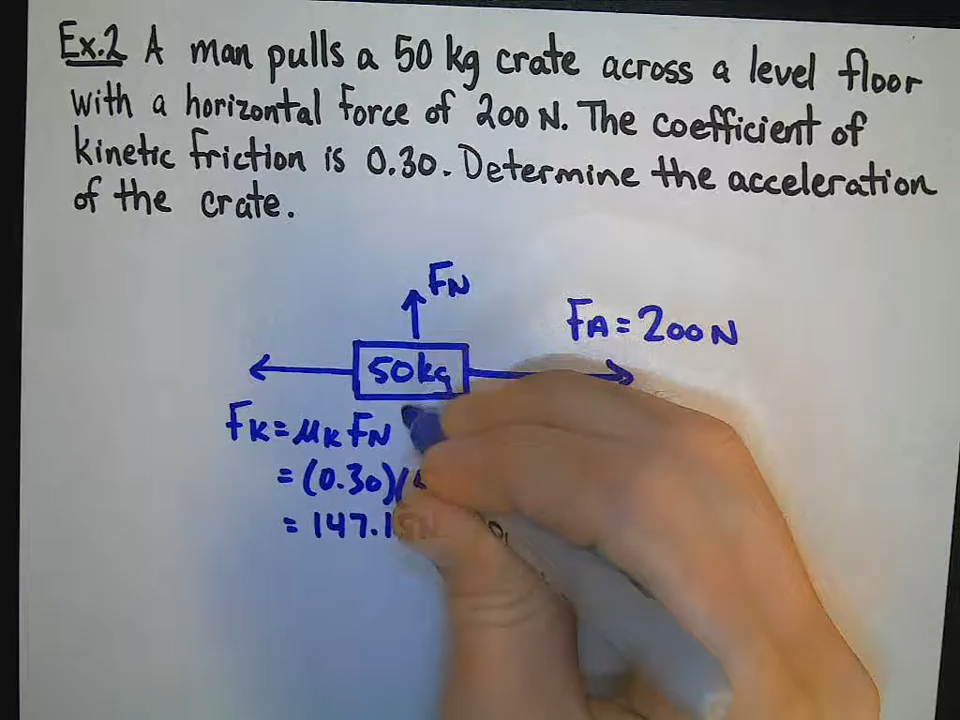 Ex.2 A man pulls a 50 kg crate across a level floor
with a horizontal force of 200 N. The coefficient of
kinetic friction is 0.30. Determine the acceleration
of the crate.
FN
FA = 200 N
50 kg
FK = μK FN
= (0.30)(
= 147.1